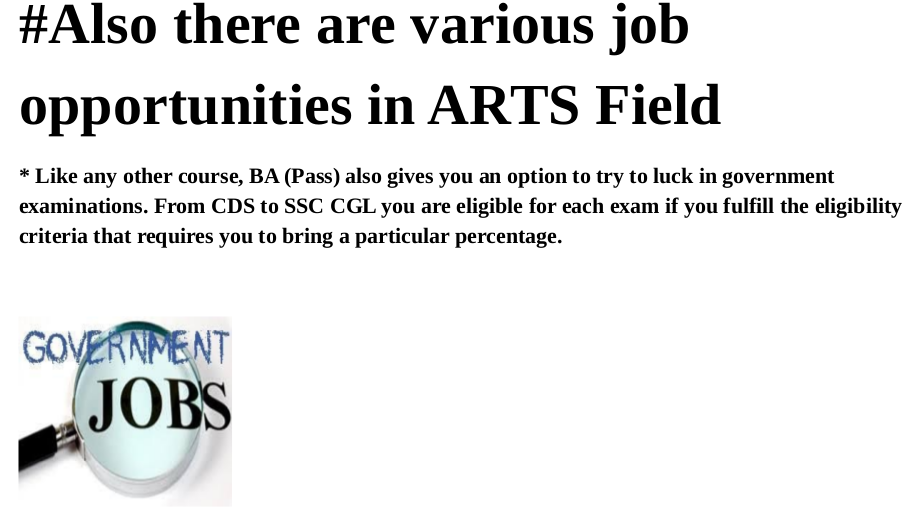 #Also there are various job
opportunities in ARTS Field
* Like any other course, BA (Pass) also gives you an option to try to luck in government
examinations. From CDS to SSC CGL you are eligible for each exam if you fulfill the eligibility
criteria that requires you to bring a particular percentage.
GOVERNMENT
JOBS